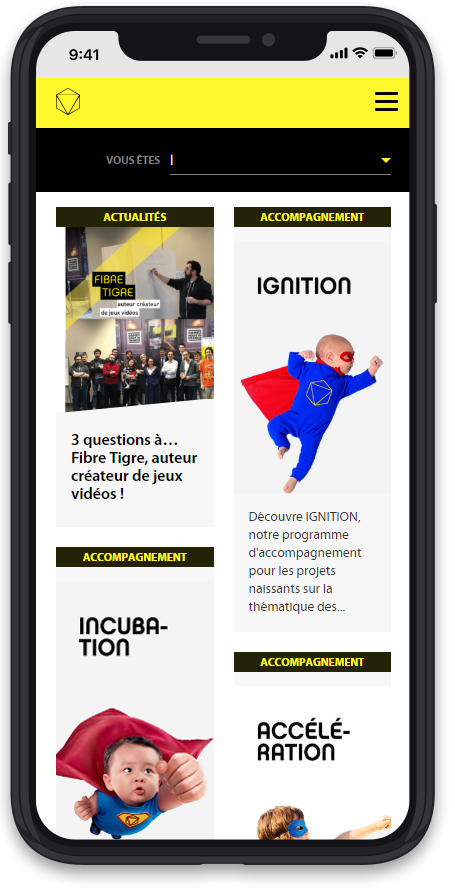 9:41
VOUS ÊTES
ACTUALITÉS
FIBRE
TIGRE
auteur créateur
de jeux vidéos
3 questions à…
Fibre Tigre, auteur
créateur de jeux
vidéos !
ACCOMPAGNEMENT
IGNITION
Découvre IGNITION,
notre programme
d'accompagnement
pour les projets
naissants sur la
thématique des...
ACCOMPAGNEMENT
INCUBA-
TION
ACCOMPAGNEMENT
ACCÉLÉ-
RATION